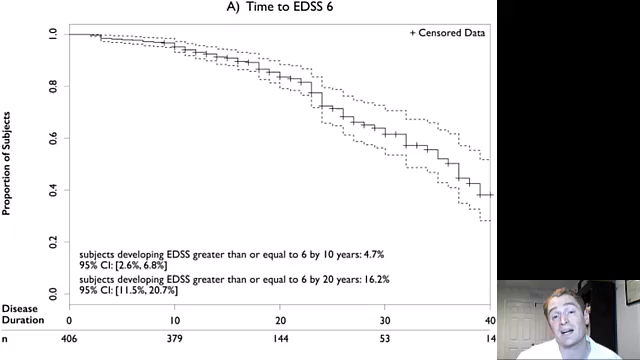 A) Time to EDSS 6
+ Censored Data
Proportion of Subjects
1.0
0.8
0.6
0.4
0.2
0.0
subjects developing EDSS greater than or equal to 6 by 10 years: 4.7%
95% CI: [2.6%, 6.8%]
subjects developing EDSS greater than or equal to 6 by 20 years: 16.2%
95% CI: [11.5%, 20.7%]
Disease
Duration 0 10 20 30 40
n 406 379 144 53 14